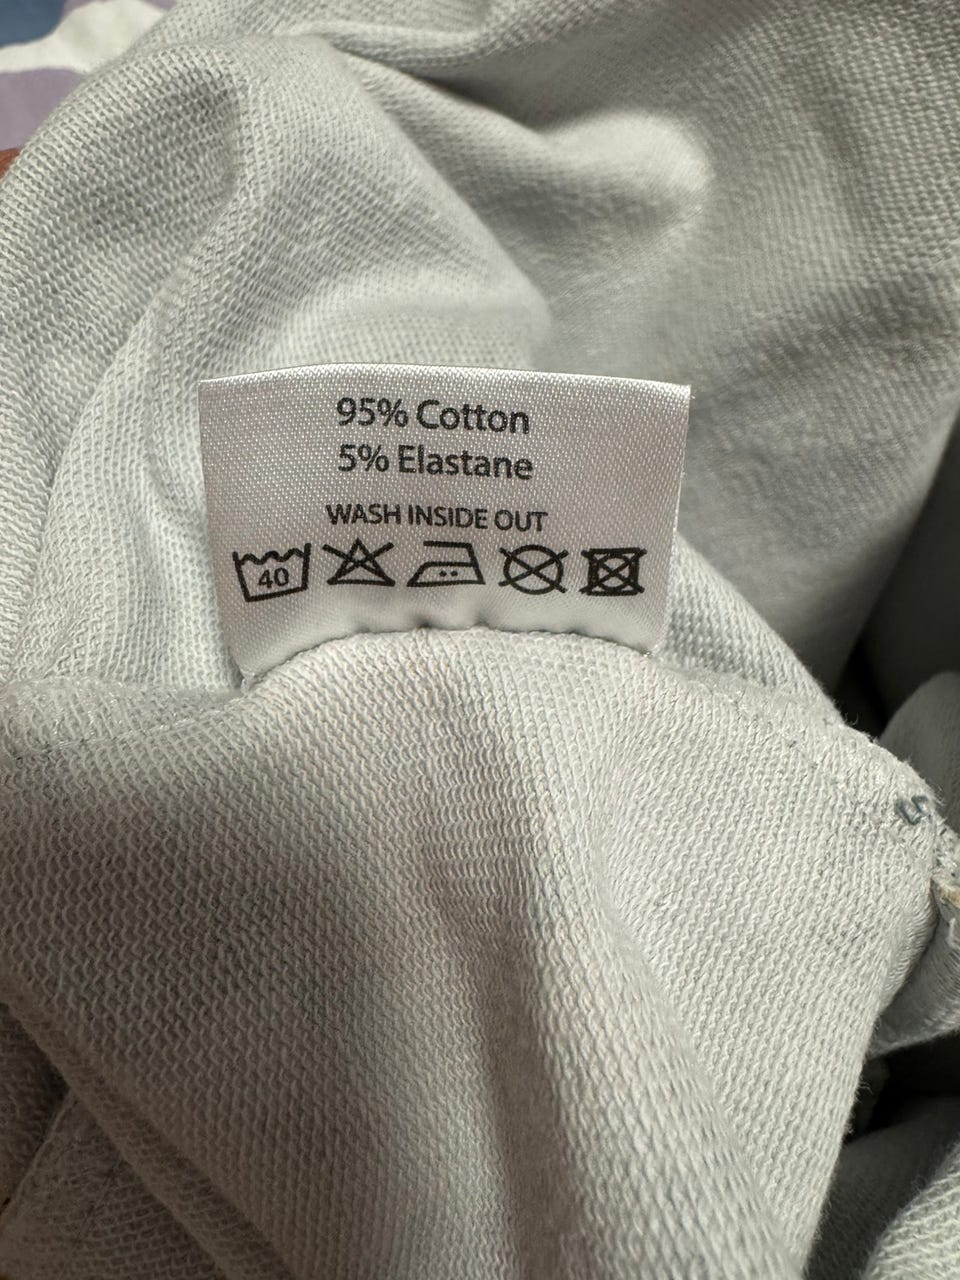 95% Cotton
5% Elastane
WASH INSIDE OUT
40